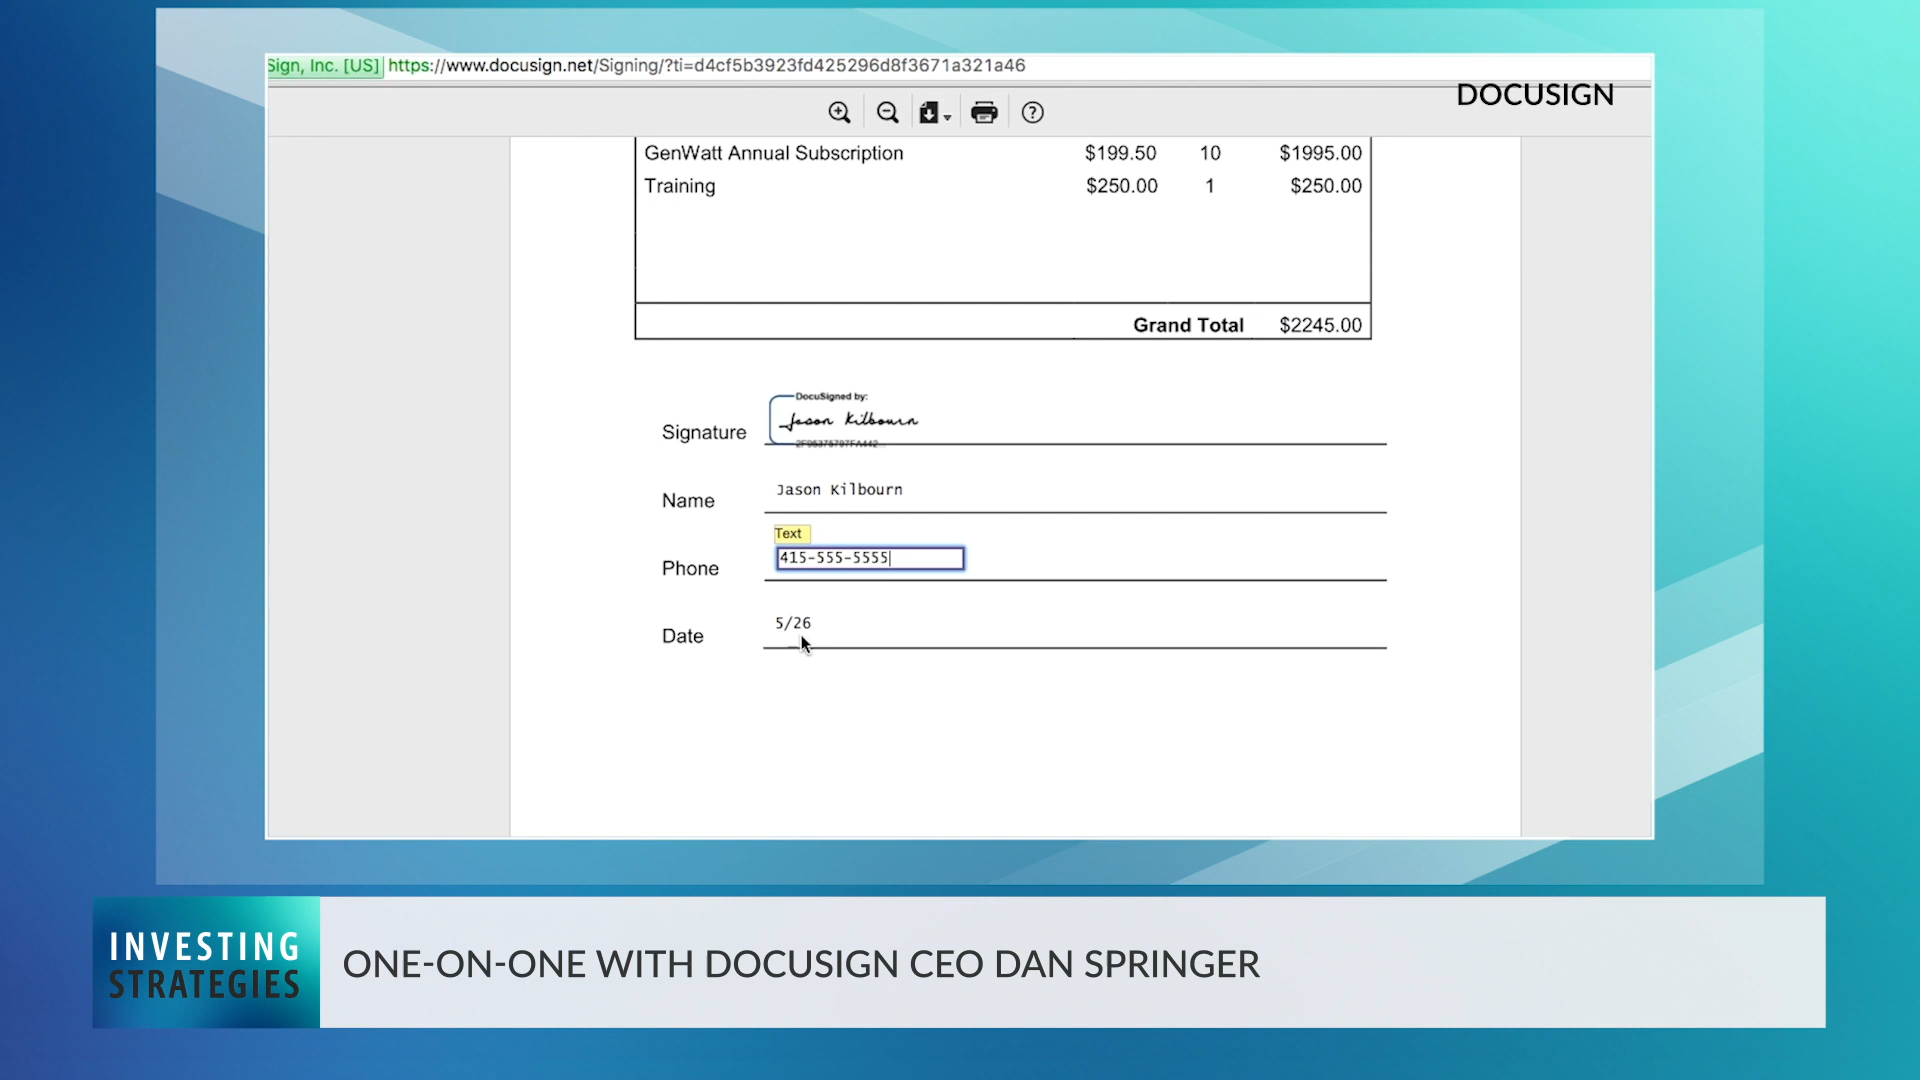 Sign, Inc. [US] https://www.docusign.net/Signing/?ti=d4cf5b3923fd425296d8f3671a321a46
DOCUSIGN
GenWatt Annual Subscription $199.50 10 $1995.00
Training $250.00 1 $250.00
Grand Total $2245.00
DocuSigned by:
Signature Jason Kilbourn
Name Jason Kilbourn
Text
Phone 415-555-5555
Date 5/26
INVESTING
STRATEGIES
ONE-ON-ONE WITH DOCUSIGN CEO DAN SPRINGER